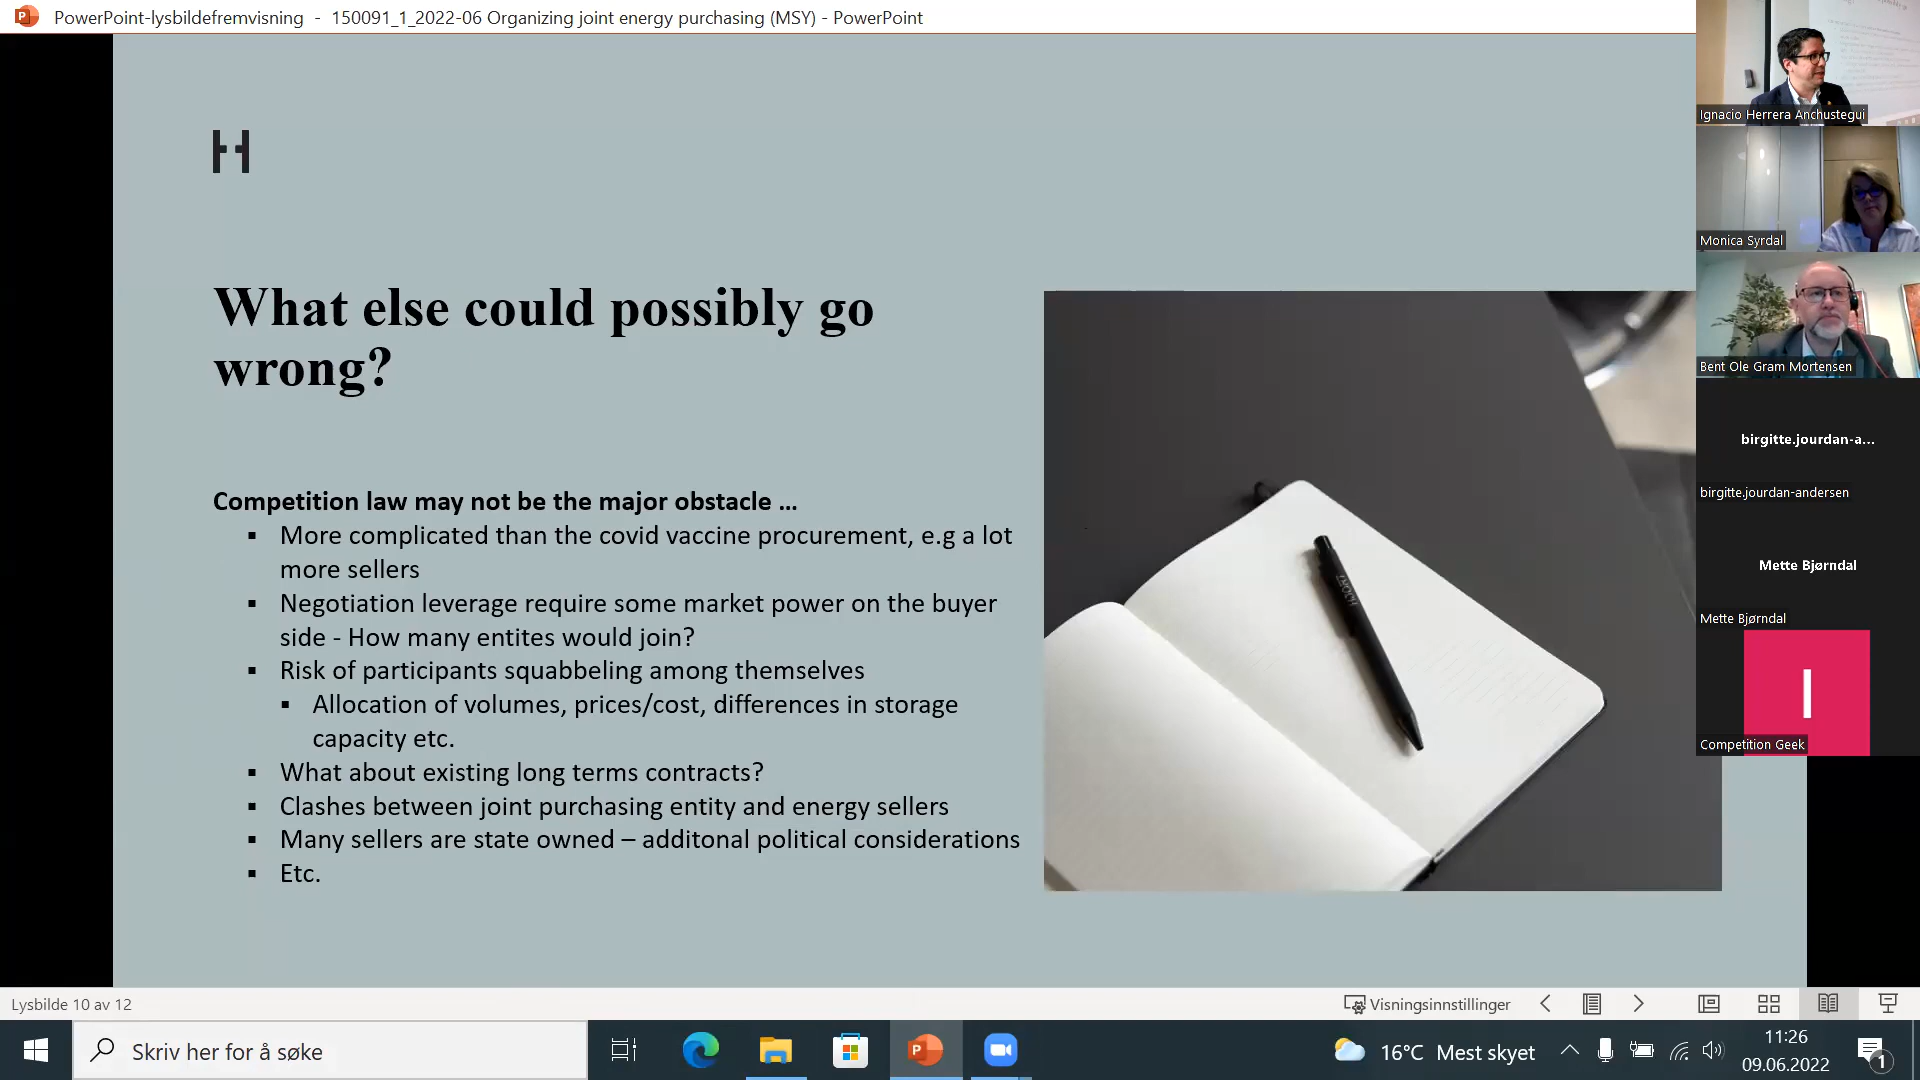 PowerPoint-lysbildefremvisning - 150091_1_2022-06 Organizing joint energy purchasing (MSY) - PowerPoint
What else could possibly go
wrong?
Competition law may not be the major obstacle ...
▪ More complicated than the covid vaccine procurement, e.g a lot
more sellers
▪ Negotiation leverage require some market power on the buyer
side - How many entites would join?
▪ Risk of participants squabbeling among themselves
▪ Allocation of volumes, prices/cost, differences in storage
capacity etc.
▪ What about existing long terms contracts?
▪ Clashes between joint purchasing entity and energy sellers
▪ Many sellers are state owned – additonal political considerations
▪ Etc.
Ignacio Herrera Anchustegui
Monica Syrdal
Bent Ole Gram Mortensen
birgitte.jourdan-a...
birgitte.jourdan-andersen
Mette Bjørndal
Mette Bjørndal
I
Competition Geek
Lysbilde 10 av 12
Visningsinnstillinger
Skriv her for å søke
16°C Mest skyet
11:26
09.06.2022
1